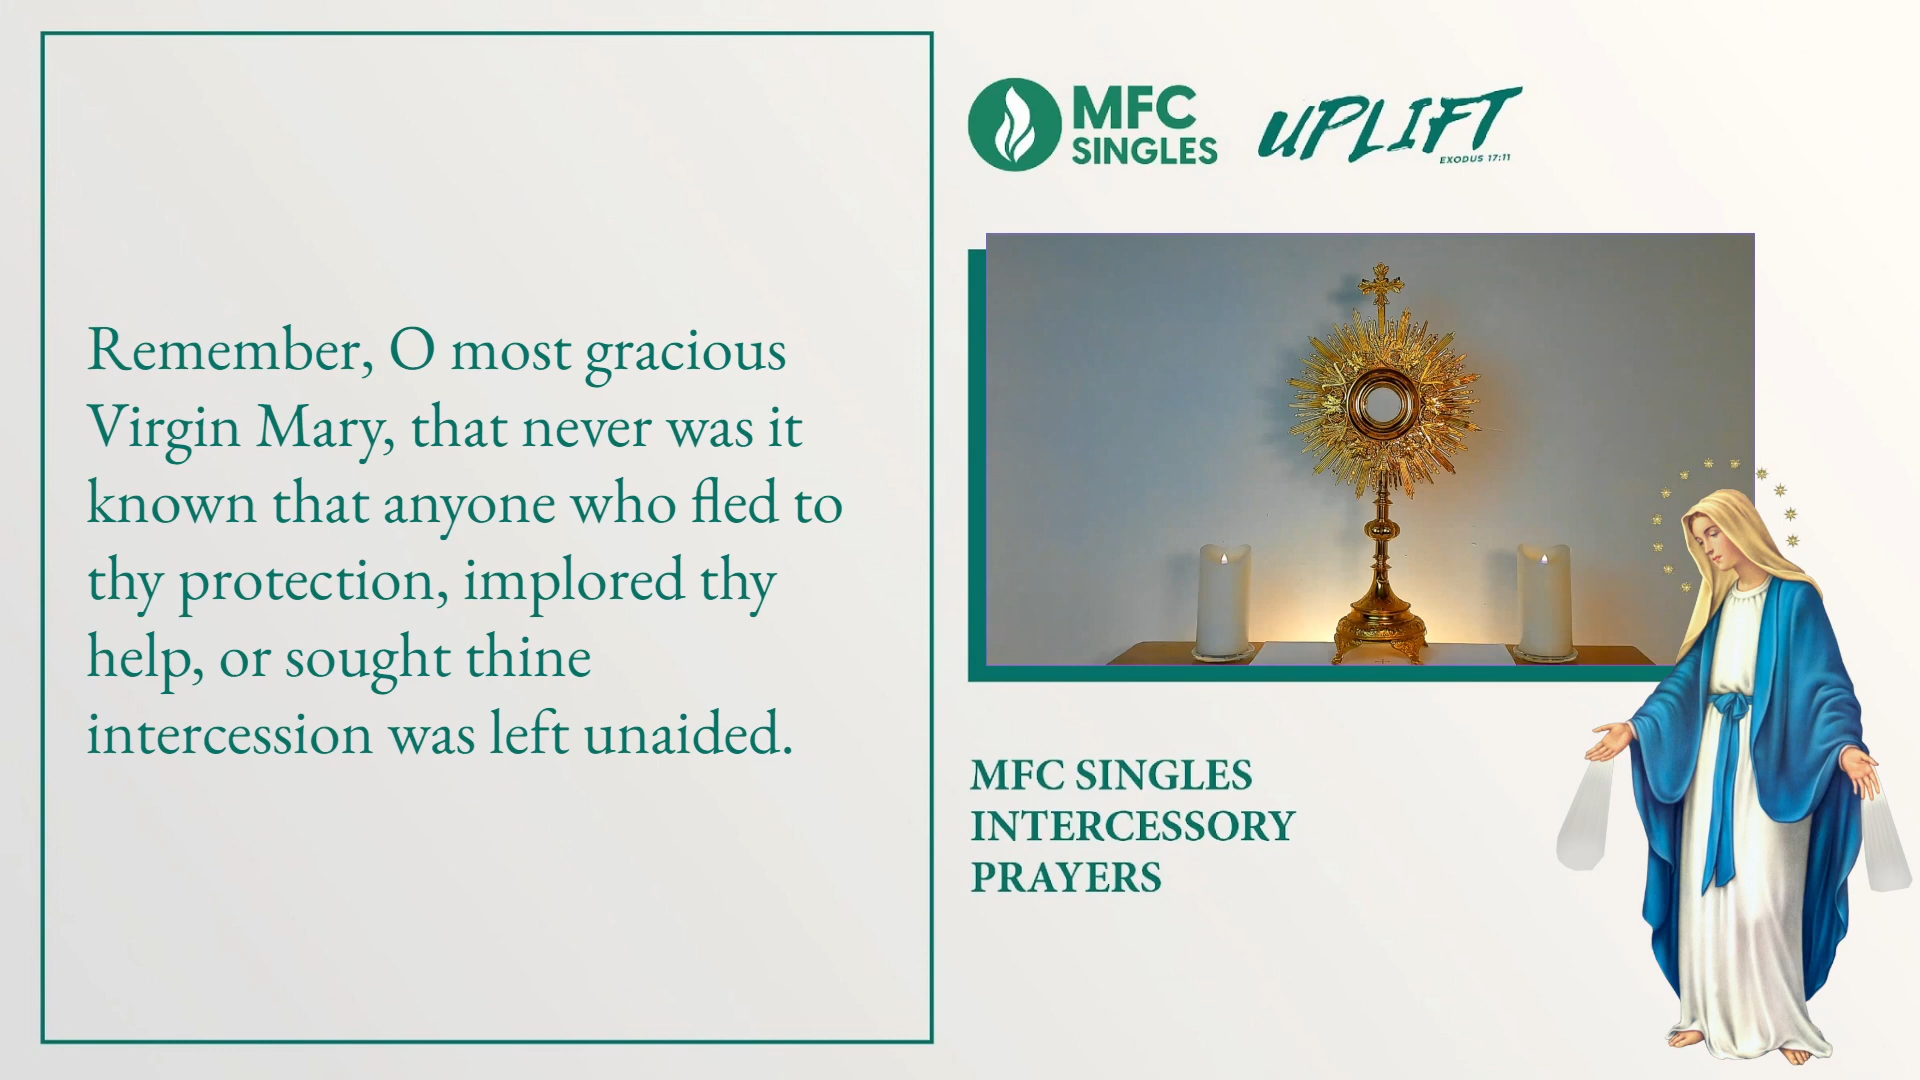 Remember, O most gracious
Virgin Mary, that never was it
known that anyone who fled to
thy protection, implored thy
help, or sought thine
intercession was left unaided.
MFC
SINGLES
UPLIFT
EXODUS 17:11
MFC SINGLES
INTERCESSORY
PRAYERS